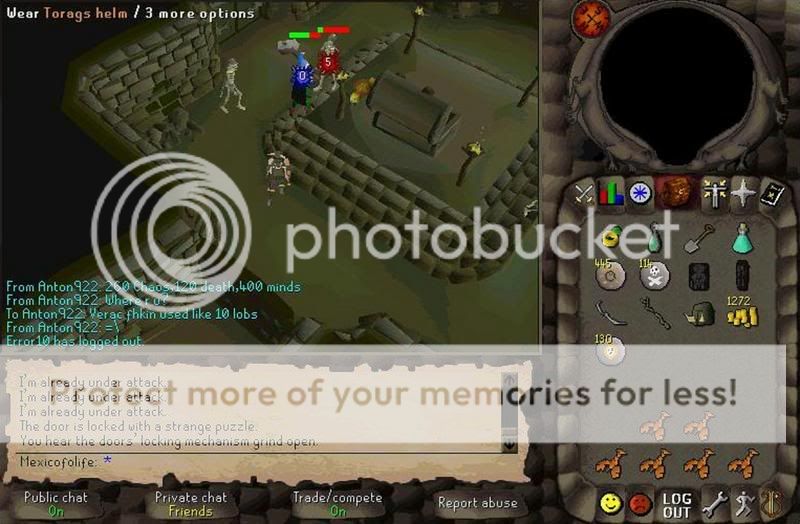 Wear Torags helm / 3 more options
0
5
photobucket
From Anton922: 260 chaos,120 death,400 minds
From Anton922: Where r u?
To Anton922: Verac fhkin used like 10 lobs
From Anton922: =\
Error10 has logged out.
445
114
1272
130
Protect more of your memories for less!
I'm already under attack.
I'm already under attack.
I'm already under attack.
The door is locked with a strange puzzle.
You hear the doors' locking mechanism grind open.
Mexicofolife: *
Public chat
On
Private chat
Friends
Trade/compete
On
Report abuse
LOG
OUT